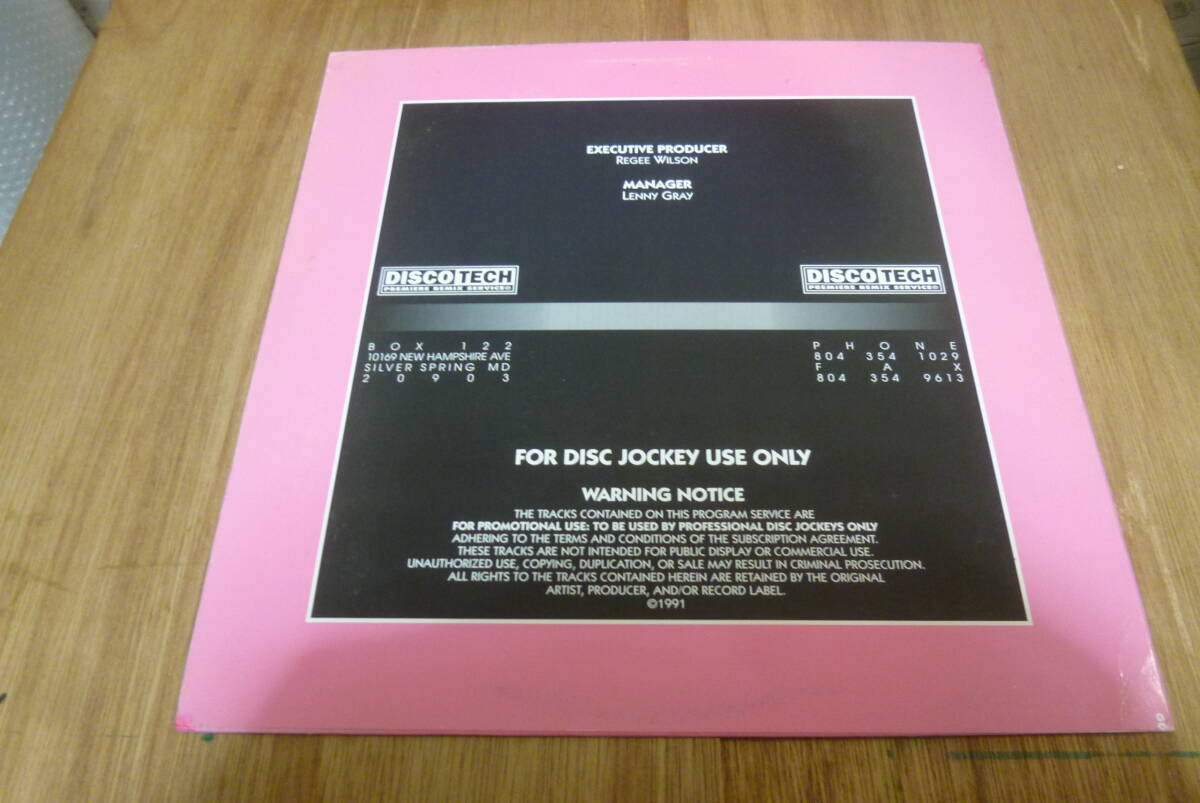 EXECUTIVE PRODUCER
REGEE WILSON
MANAGER
LENNY GRAY
DISCOTECH
PREMIERE REMIX SERVICE®
DISCOTECH
PREMIERE REMIX SERVICE®
BOX 122
10169 NEW HAMPSHIRE AVE
SILVER SPRING MD
20903
PHONE
804 354 1029
FAX
804 354 9613
FOR DISC JOCKEY USE ONLY
WARNING NOTICE
THE TRACKS CONTAINED ON THIS PROGRAM SERVICE ARE
FOR PROMOTIONAL USE: TO BE USED BY PROFESSIONAL DISC JOCKEYS ONLY
ADHERING TO THE TERMS AND CONDITIONS OF THE SUBSCRIPTION AGREEMENT.
THESE TRACKS ARE NOT INTENDED FOR PUBLIC DISPLAY OR COMMERCIAL USE.
UNAUTHORIZED USE, COPYING, DUPLICATION, OR SALE MAY RESULT IN CRIMINAL PROSECUTION.
ALL RIGHTS TO THE TRACKS CONTAINED HEREIN ARE RETAINED BY THE ORIGINAL
ARTIST, PRODUCER, AND/OR RECORD LABEL.
©1991